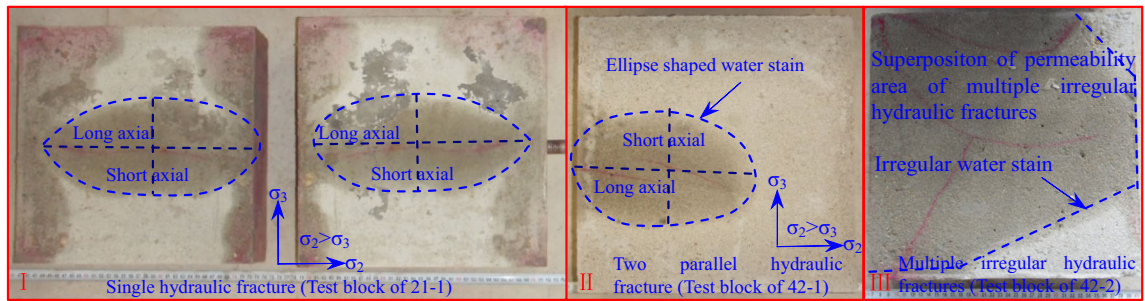 Long axial
Short axial
Long axial
Short axial
σ3
σ2>σ3
σ2
I
Single hydraulic fracture (Test block of 21-1)
Ellipse shaped water stain
Short axial
Long axial
σ3
σ2>σ3
σ2
II
Two parallel hydraulic
fracture (Test block of 42-1)
Superpositon of permeability
area of multiple irregular
hydraulic fractures
Irregular water stain
III
Multiple irregular hydraulic
fractures (Test block of 42-2)